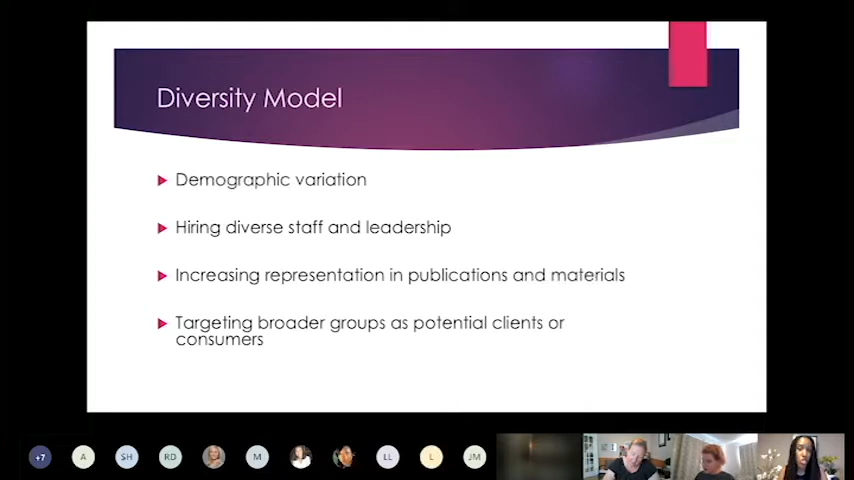 Diversity Model
Demographic variation
Hiring diverse staff and leadership
Increasing representation in publications and materials
Targeting broader groups as potential clients or
consumers
+7
A
SH
RD
M
LL
L
JM